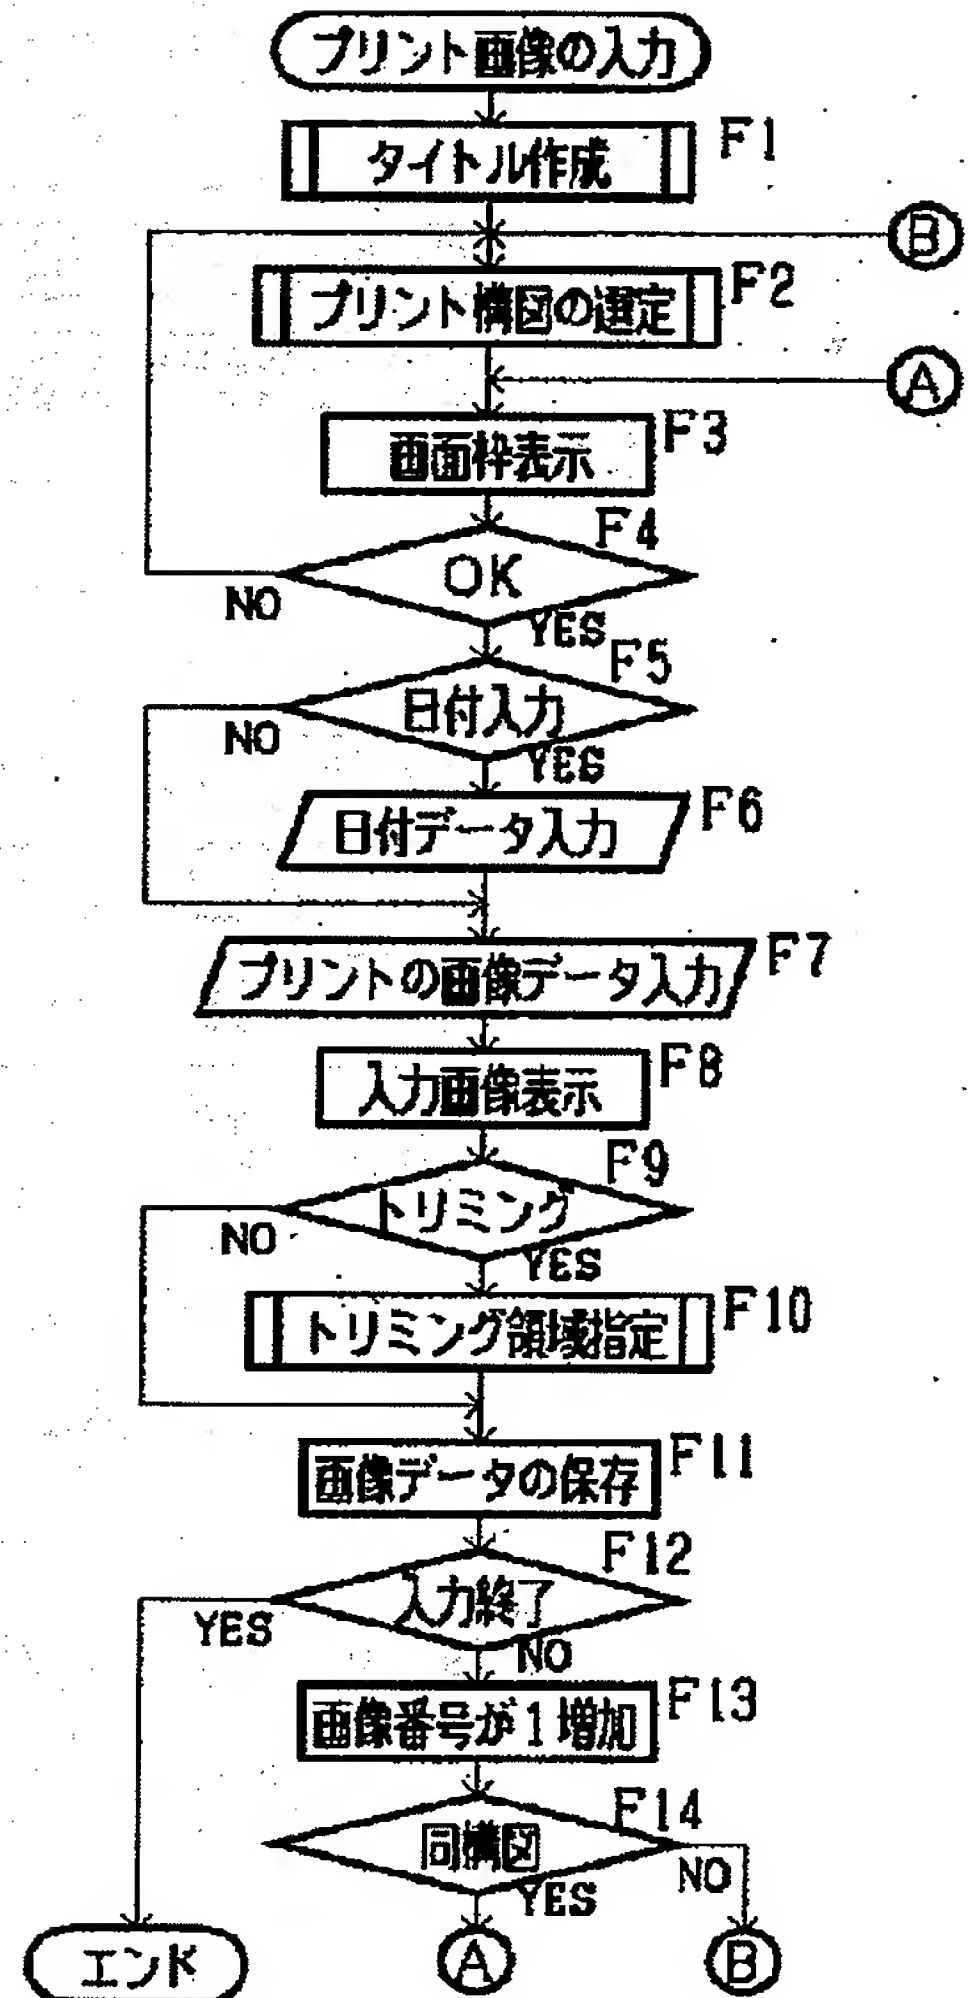 プリント画像の入力
タイトル作成 F1
B
プリント構図の選定 F2
A
画面枠表示 F3
F4
OK
NO
YES
F5
日付入力
NO
YES
日付データ入力 F6
プリントの画像データ入力 F7
入力画像表示 F8
F9
トリミング
NO
YES
トリミング領域指定 F10
画像データの保存 F11
F12
入力終了
YES
NO
画像番号が1増加 F13
F14
同構図
NO
YES
エンド
A
B